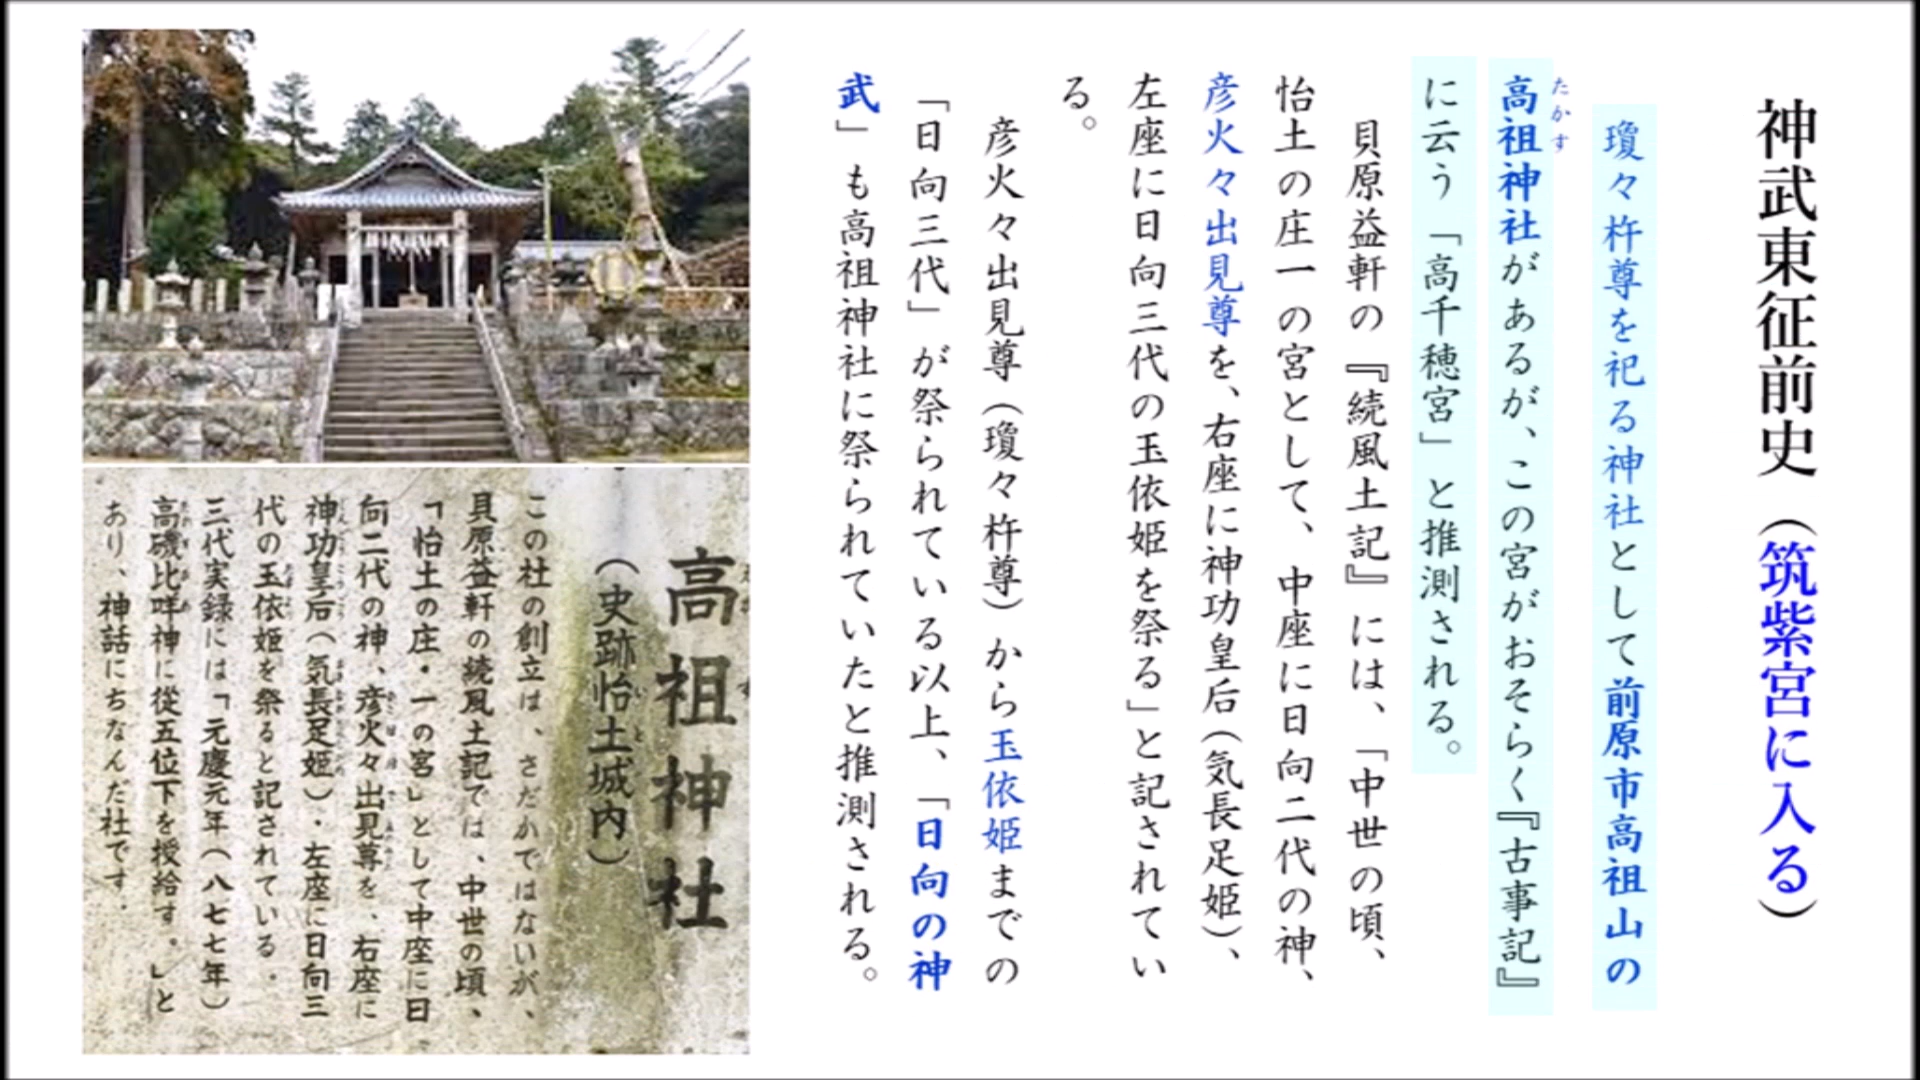 神武東征前史（筑紫宮に入る）
瓊々杵尊を祀る神社として前原市高祖山の
たかす
高祖神社があるが、この宮がおそらく『古事記』
に云う「高千穂宮」と推測される。
貝原益軒の『続風土記』には、「中世の頃、
怡土の庄一の宮として、中座に日向二代の神、
彦火々出見尊を、右座に神功皇后（気長足姫）、
左座に日向三代の玉依姫を祭る」と記されてい
る。
彦火々出見尊（瓊々杵尊）から玉依姫までの
「日向三代」が祭られている以上、「日向の神
武」も高祖神社に祭られていたと推測される。
高祖神社
（史跡怡土城内）
この社の創立は、さだかではないが、
貝原益軒の続風土記では、中世の頃、
「怡土の庄・一の宮」として中座に日
向二代の神、彦火々出見尊を、右座に
神功皇后（気長足姫）・左座に日向三
代の玉依姫を祭ると記されている。
三代実録には「元慶元年（八七七年）
高磯比咩神に従五位下を授給す。」と
あり、神話にちなんだ社です。